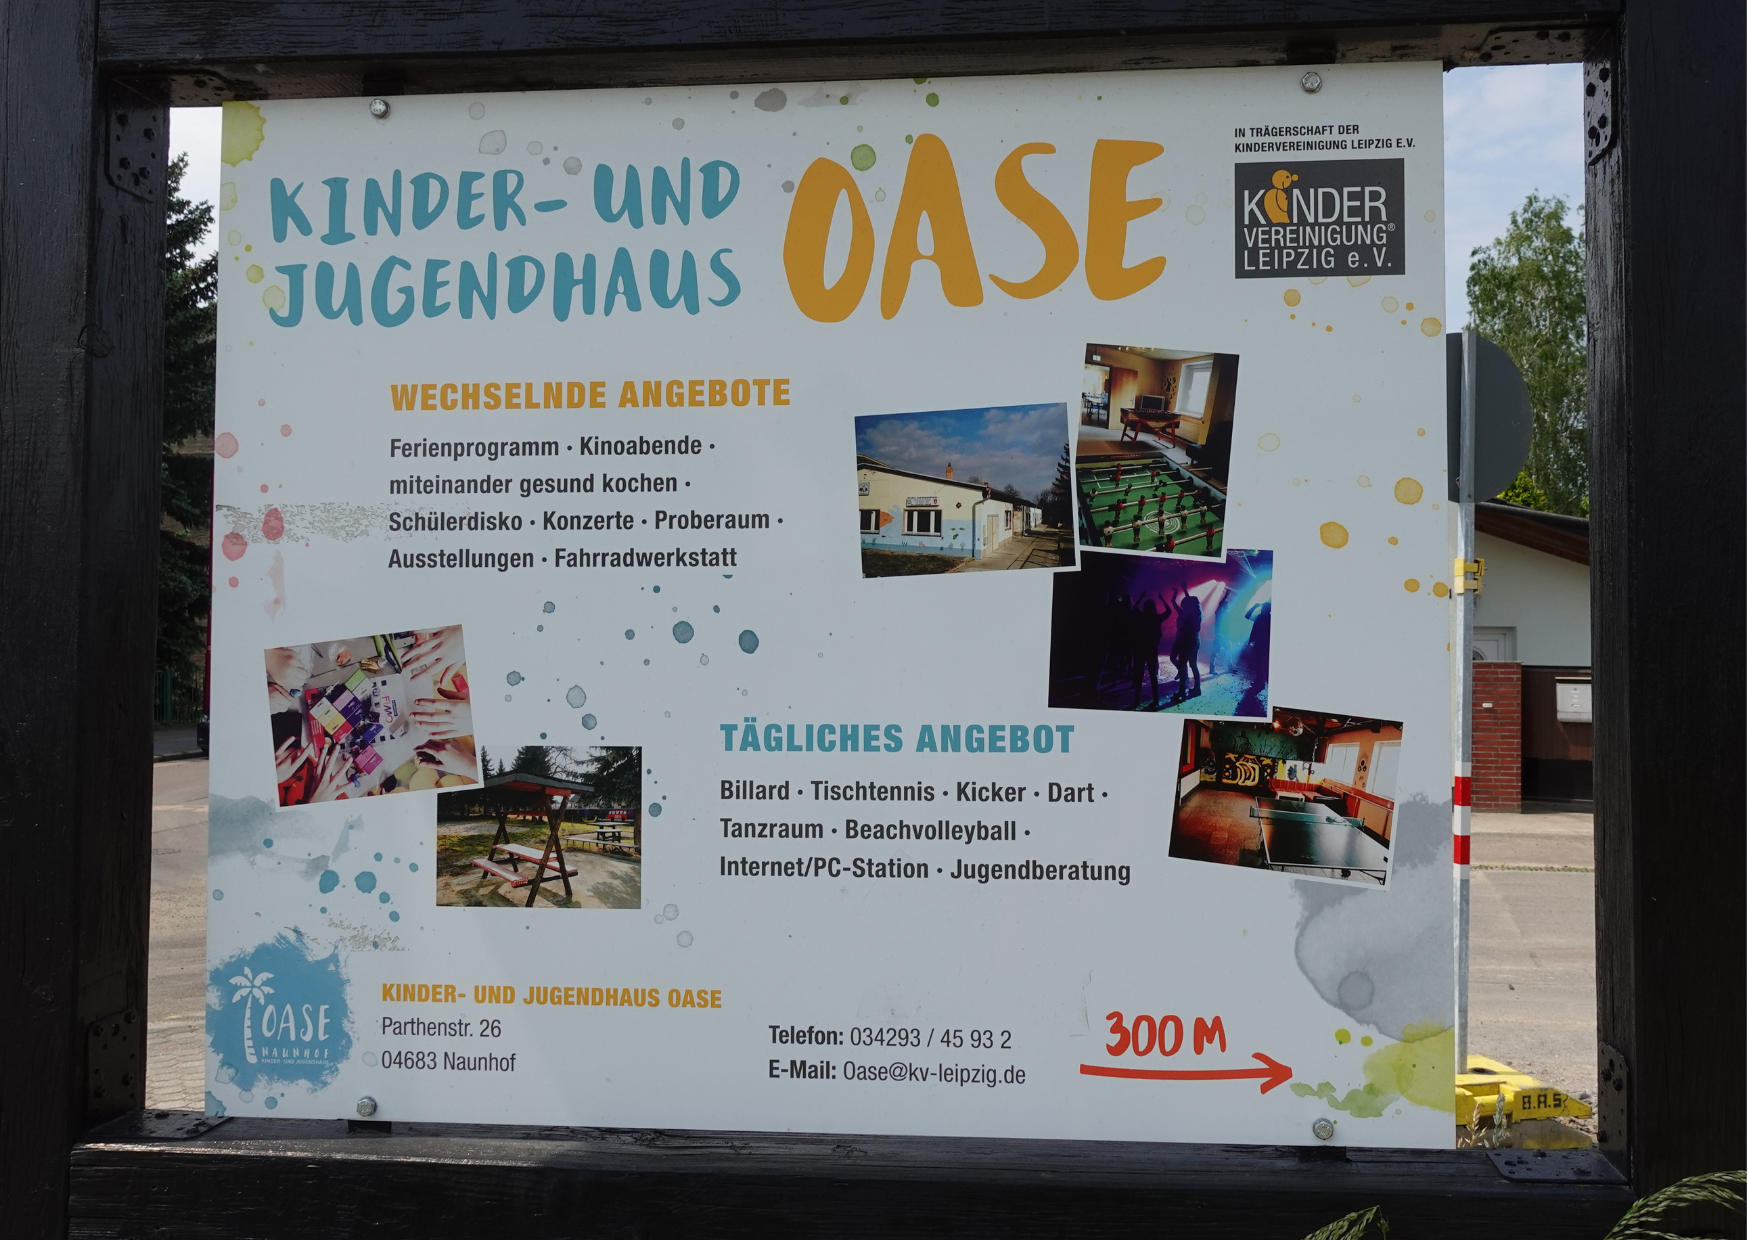 KINDER- UND
JUGENDHAUS
OASE
IN TRÄGERSCHAFT DER
KINDERVEREINIGUNG LEIPZIG E.V.
KINDER
VEREINIGUNG®
LEIPZIG e.V.
WECHSELNDE ANGEBOTE
Ferienprogramm · Kinoabende ·
miteinander gesund kochen ·
Schülerdisko · Konzerte · Proberaum ·
Ausstellungen · Fahrradwerkstatt
TÄGLICHES ANGEBOT
Billard · Tischtennis · Kicker · Dart ·
Tanzraum · Beachvolleyball ·
Internet/PC-Station · Jugendberatung
OASE
NAUNHOF
KINDER- UND JUGENDHAUS
KINDER- UND JUGENDHAUS OASE
Parthenstr. 26
04683 Naunhof
Telefon: 034293 / 45 93 2
E-Mail: Oase@kv-leipzig.de
300 M
B.A.S